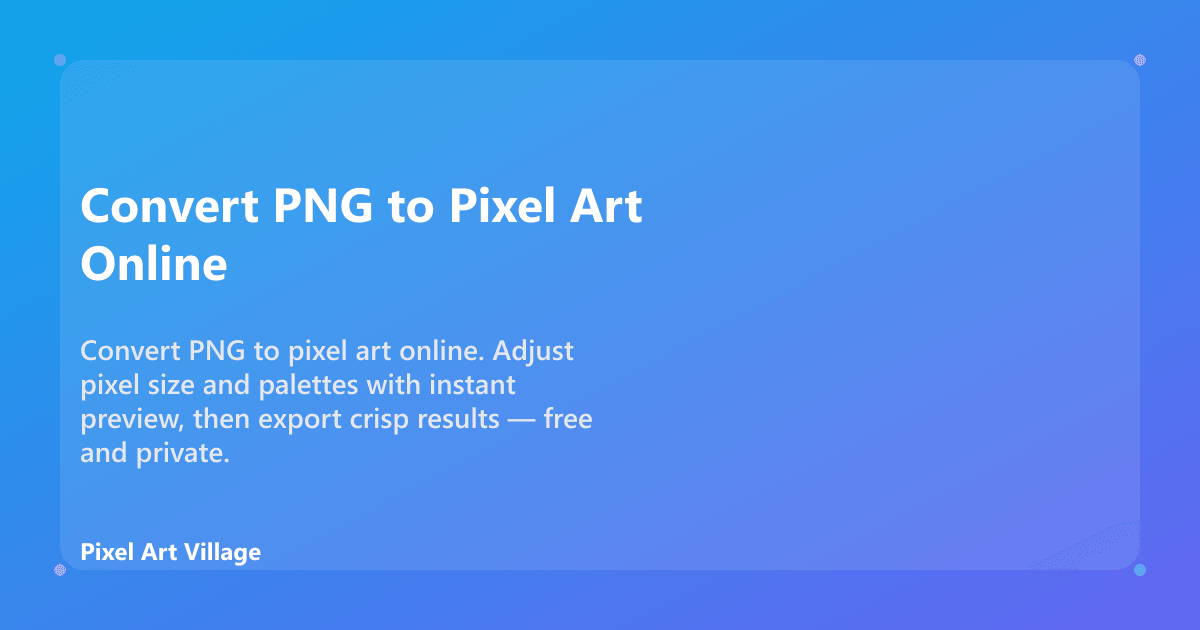 Convert PNG to Pixel Art
Online
Convert PNG to pixel art online. Adjust
pixel size and palettes with instant
preview, then export crisp results — free
and private.
Pixel Art Village